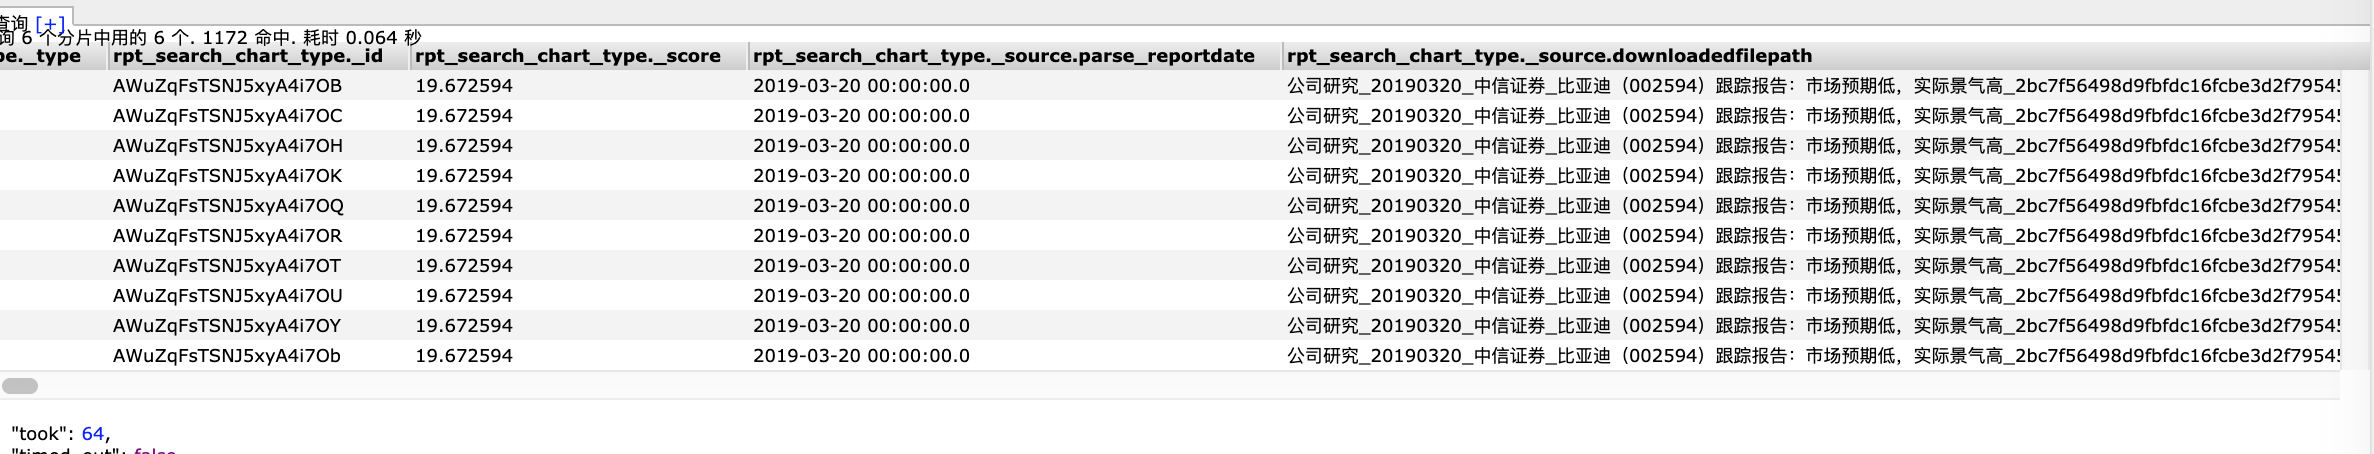 查询 [+]
询 6 个分片中用的 6 个. 1172 命中. 耗时 0.064 秒
pe._type rpt_search_chart_type._id rpt_search_chart_type._score rpt_search_chart_type._source.parse_reportdate rpt_search_chart_type._source.downloadedfilepath
AWuZqFsTSNJ5xyA4i7OB 19.672594 2019-03-20 00:00:00.0 公司研究_20190320_中信证券_比亚迪（002594）跟踪报告：市场预期低，实际景气高_2bc7f56498d9fbfdc16fcbe3d2f79545
AWuZqFsTSNJ5xyA4i7OC 19.672594 2019-03-20 00:00:00.0 公司研究_20190320_中信证券_比亚迪（002594）跟踪报告：市场预期低，实际景气高_2bc7f56498d9fbfdc16fcbe3d2f79545
AWuZqFsTSNJ5xyA4i7OH 19.672594 2019-03-20 00:00:00.0 公司研究_20190320_中信证券_比亚迪（002594）跟踪报告：市场预期低，实际景气高_2bc7f56498d9fbfdc16fcbe3d2f79545
AWuZqFsTSNJ5xyA4i7OK 19.672594 2019-03-20 00:00:00.0 公司研究_20190320_中信证券_比亚迪（002594）跟踪报告：市场预期低，实际景气高_2bc7f56498d9fbfdc16fcbe3d2f79545
AWuZqFsTSNJ5xyA4i7OQ 19.672594 2019-03-20 00:00:00.0 公司研究_20190320_中信证券_比亚迪（002594）跟踪报告：市场预期低，实际景气高_2bc7f56498d9fbfdc16fcbe3d2f79545
AWuZqFsTSNJ5xyA4i7OR 19.672594 2019-03-20 00:00:00.0 公司研究_20190320_中信证券_比亚迪（002594）跟踪报告：市场预期低，实际景气高_2bc7f56498d9fbfdc16fcbe3d2f79545
AWuZqFsTSNJ5xyA4i7OT 19.672594 2019-03-20 00:00:00.0 公司研究_20190320_中信证券_比亚迪（002594）跟踪报告：市场预期低，实际景气高_2bc7f56498d9fbfdc16fcbe3d2f79545
AWuZqFsTSNJ5xyA4i7OU 19.672594 2019-03-20 00:00:00.0 公司研究_20190320_中信证券_比亚迪（002594）跟踪报告：市场预期低，实际景气高_2bc7f56498d9fbfdc16fcbe3d2f79545
AWuZqFsTSNJ5xyA4i7OY 19.672594 2019-03-20 00:00:00.0 公司研究_20190320_中信证券_比亚迪（002594）跟踪报告：市场预期低，实际景气高_2bc7f56498d9fbfdc16fcbe3d2f79545
AWuZqFsTSNJ5xyA4i7Ob 19.672594 2019-03-20 00:00:00.0 公司研究_20190320_中信证券_比亚迪（002594）跟踪报告：市场预期低，实际景气高_2bc7f56498d9fbfdc16fcbe3d2f79545
"took": 64,
"timed_out": false